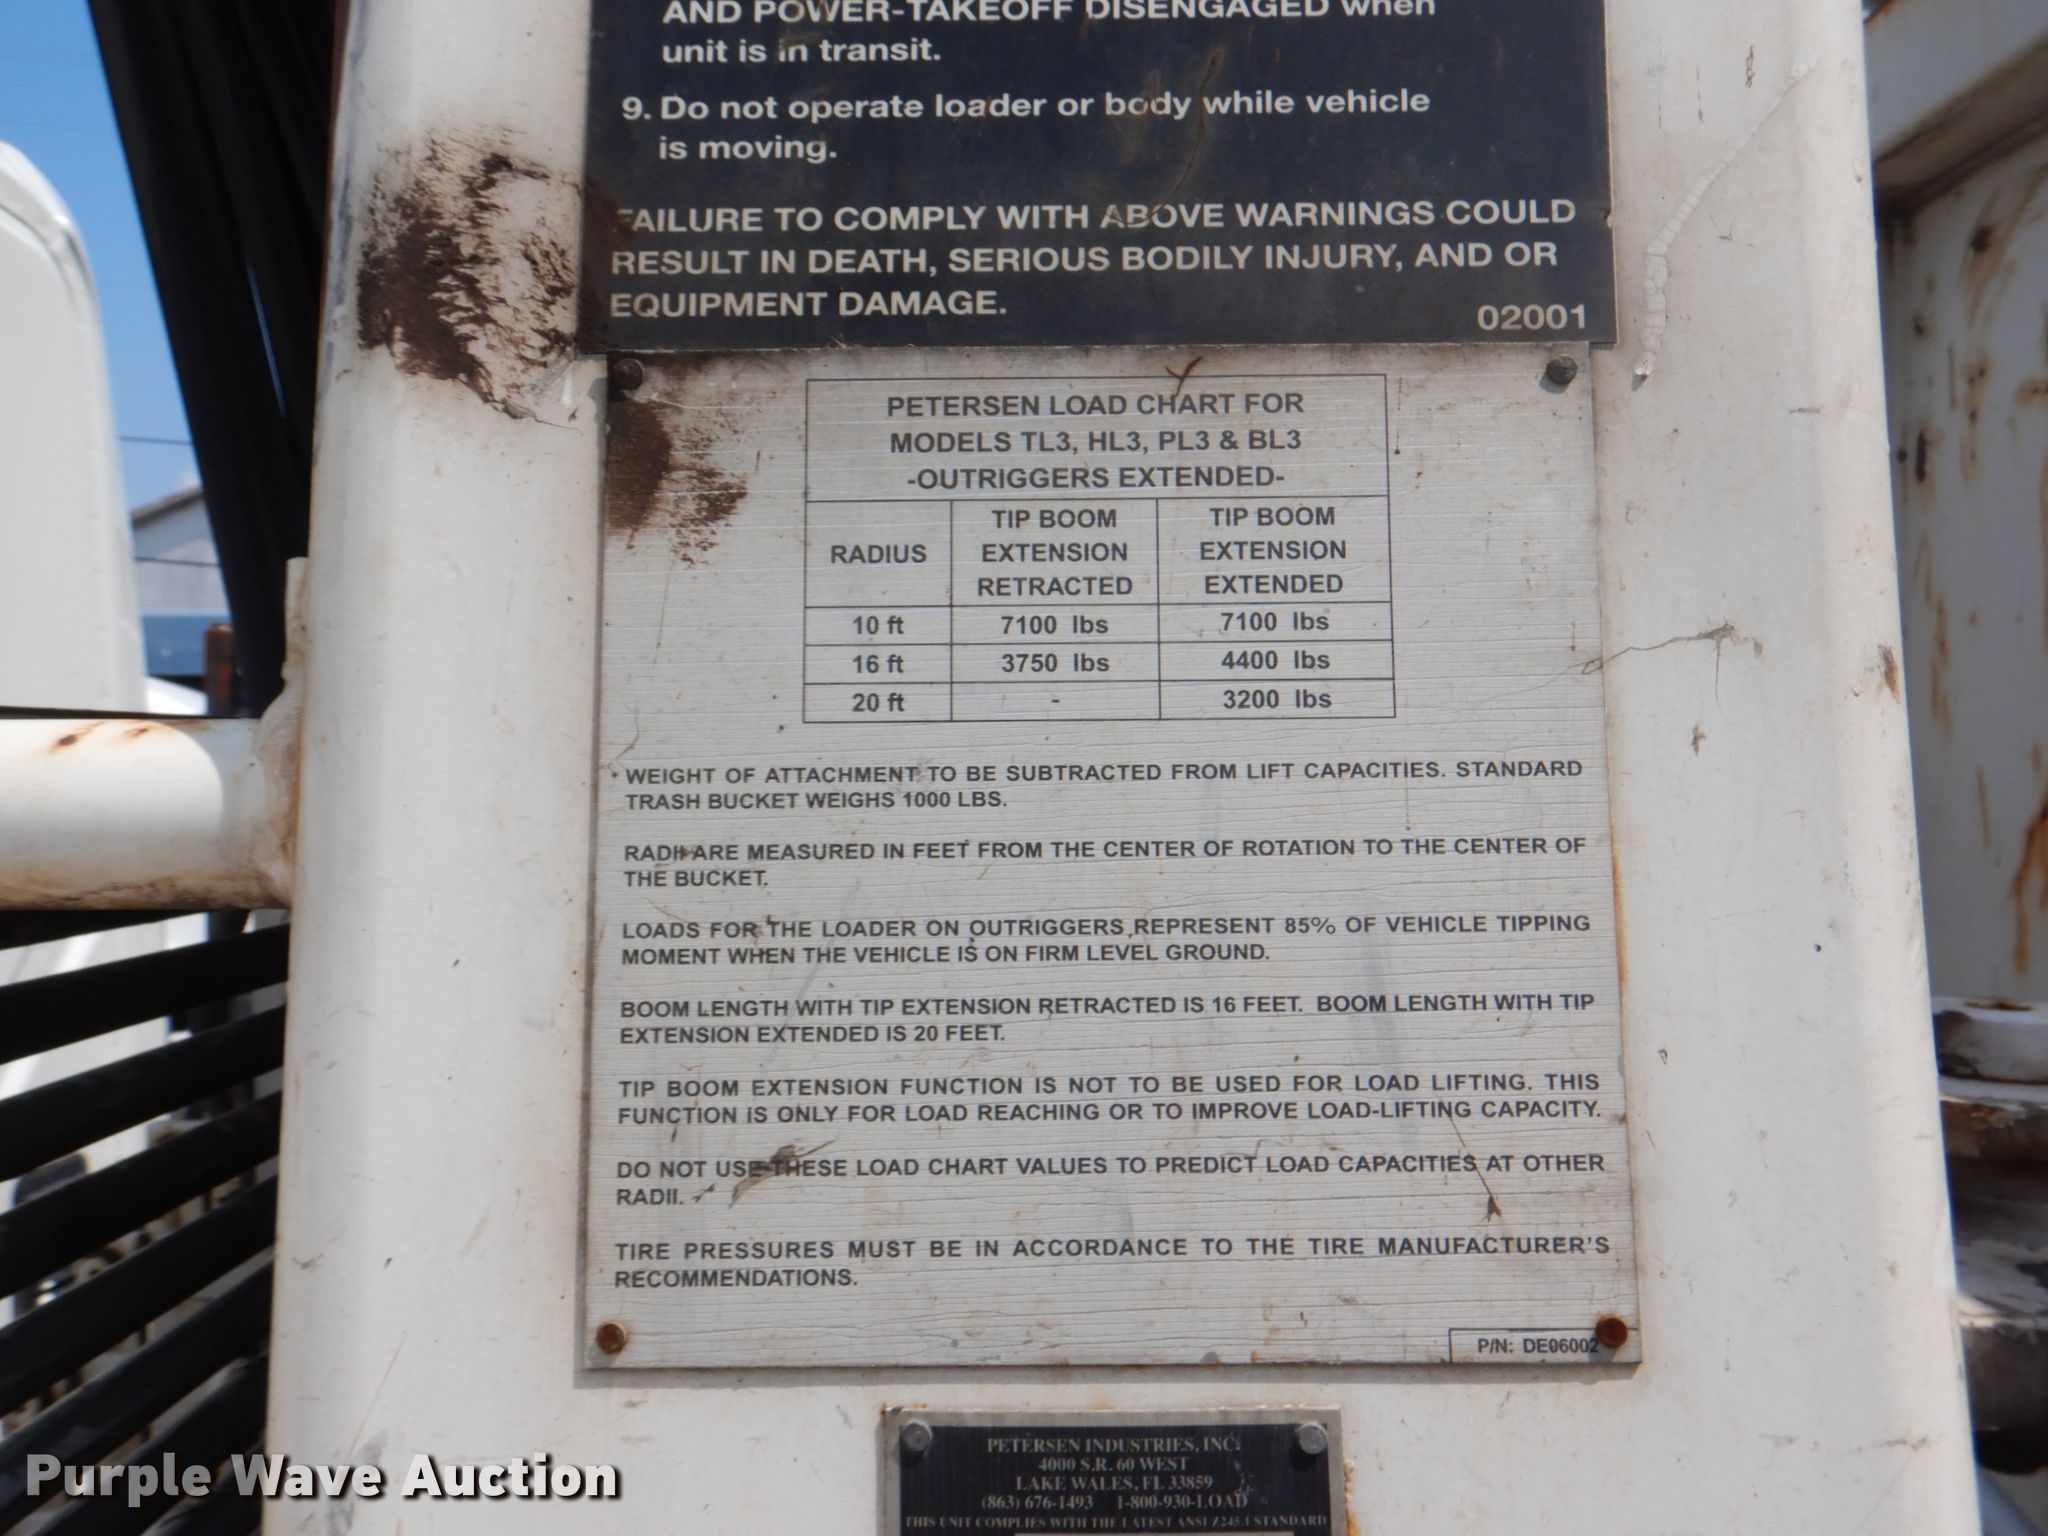 AND POWER-TAKEOFF DISENGAGED when
unit is in transit.
9. Do not operate loader or body while vehicle
is moving.
FAILURE TO COMPLY WITH ABOVE WARNINGS COULD
RESULT IN DEATH, SERIOUS BODILY INJURY, AND OR
EQUIPMENT DAMAGE.
02001
PETERSEN LOAD CHART FOR
MODELS TL3, HL3, PL3 & BL3
-OUTRIGGERS EXTENDED-
RADIUS TIP BOOM EXTENSION RETRACTED TIP BOOM EXTENSION EXTENDED
10 ft 7100 lbs 7100 lbs
16 ft 3750 lbs 4400 lbs
20 ft - 3200 lbs
WEIGHT OF ATTACHMENT TO BE SUBTRACTED FROM LIFT CAPACITIES. STANDARD
TRASH BUCKET WEIGHS 1000 LBS.
RADII ARE MEASURED IN FEET FROM THE CENTER OF ROTATION TO THE CENTER OF
THE BUCKET.
LOADS FOR THE LOADER ON OUTRIGGERS REPRESENT 85% OF VEHICLE TIPPING
MOMENT WHEN THE VEHICLE IS ON FIRM LEVEL GROUND.
BOOM LENGTH WITH TIP EXTENSION RETRACTED IS 16 FEET. BOOM LENGTH WITH TIP
EXTENSION EXTENDED IS 20 FEET.
TIP BOOM EXTENSION FUNCTION IS NOT TO BE USED FOR LOAD LIFTING. THIS
FUNCTION IS ONLY FOR LOAD REACHING OR TO IMPROVE LOAD-LIFTING CAPACITY.
DO NOT USE THESE LOAD CHART VALUES TO PREDICT LOAD CAPACITIES AT OTHER
RADII.
TIRE PRESSURES MUST BE IN ACCORDANCE TO THE TIRE MANUFACTURER'S
RECOMMENDATIONS.
P/N: DE06002
PETERSEN INDUSTRIES, INC.
4000 S.R. 60 WEST
LAKE WALES, FL 33859
(863) 676-1493 1-800-930-LOAD
THIS UNIT COMPLIES WITH THE LATEST ANSI Z245.1 STANDARD
Purple Wave Auction